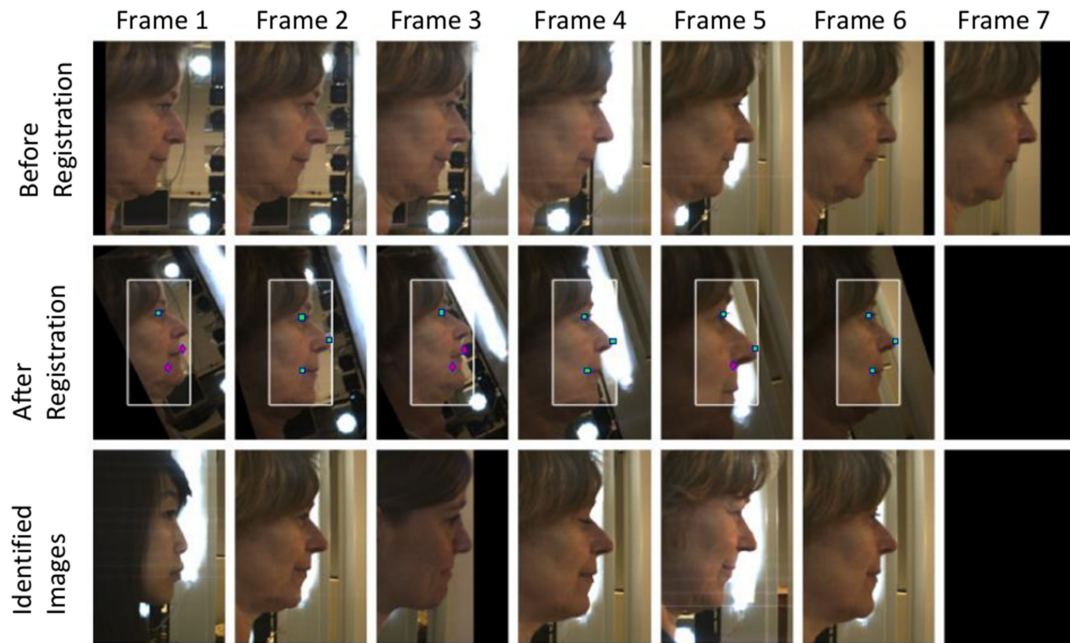 Frame 1 Frame 2 Frame 3 Frame 4 Frame 5 Frame 6 Frame 7
Before
Registration
After
Registration
Identified
Images